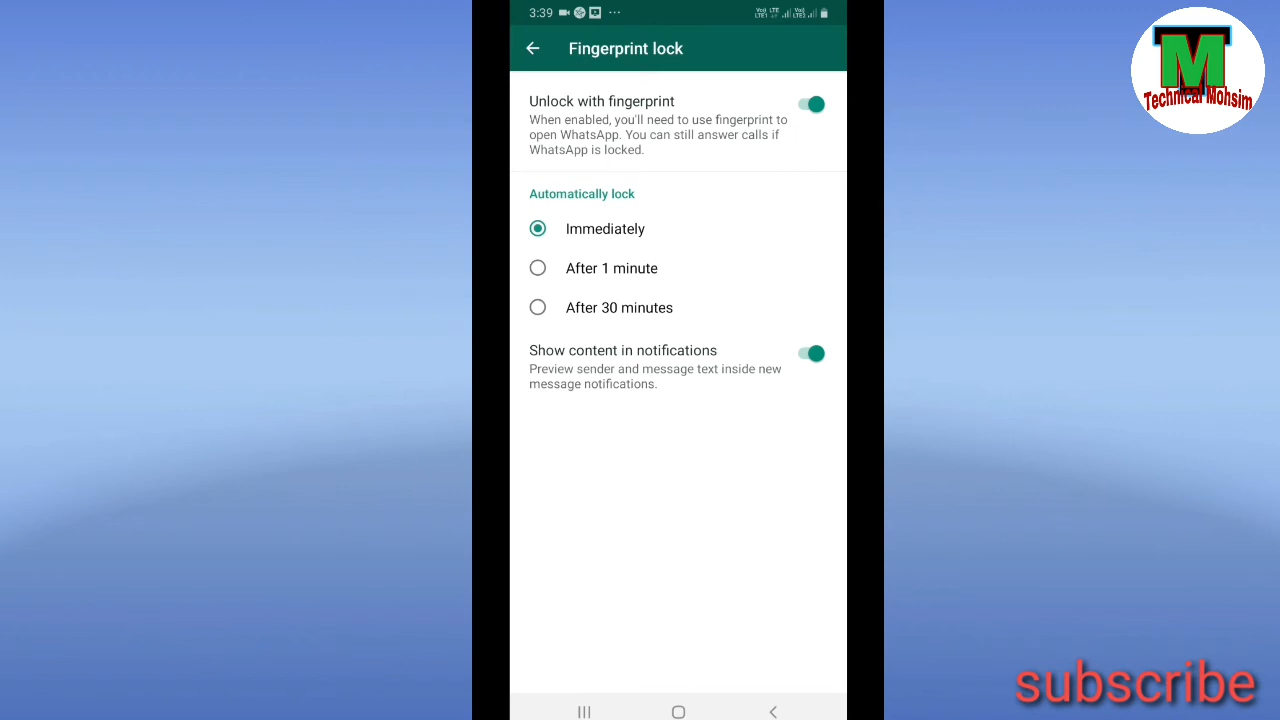 3:39
Fingerprint lock
Unlock with fingerprint
When enabled, you'll need to use fingerprint to
open WhatsApp. You can still answer calls if
WhatsApp is locked.
Automatically lock
Immediately
After 1 minute
After 30 minutes
Show content in notifications
Preview sender and message text inside new
message notifications.
TM
Technical Mohsim
subscribe